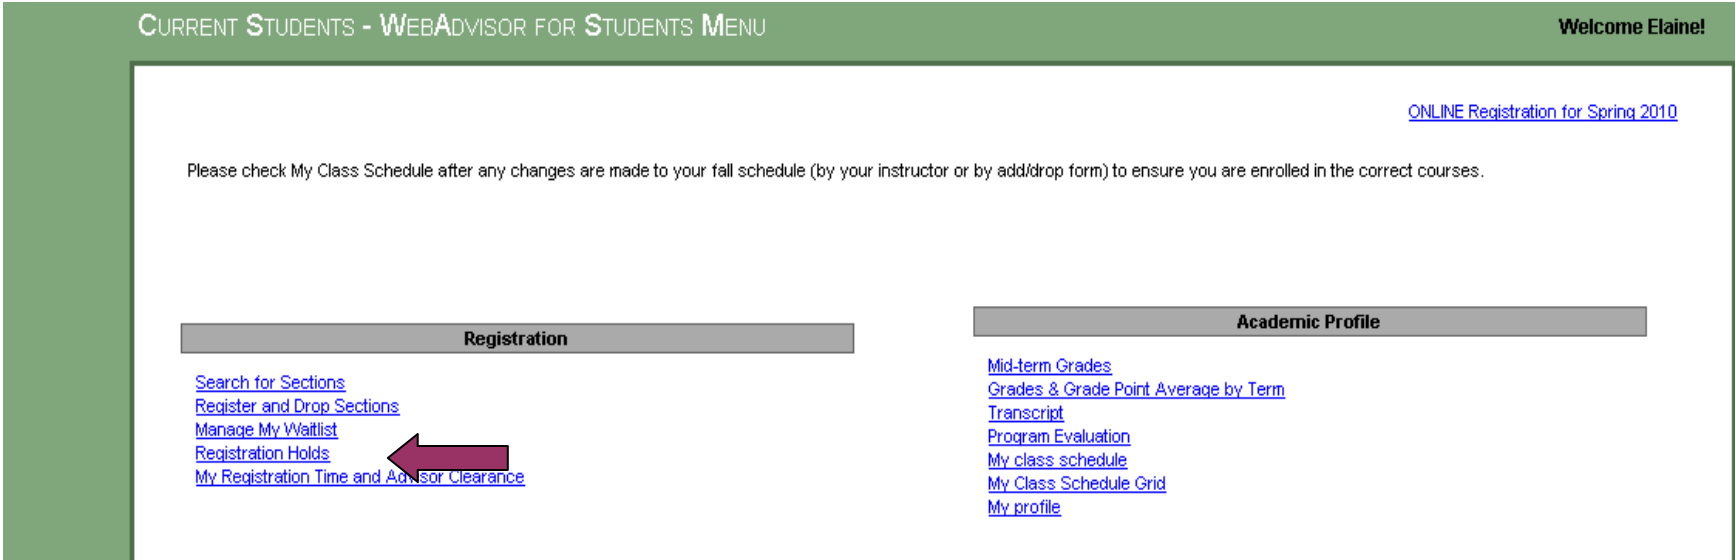 CURRENT STUDENTS - WEBADVISOR FOR STUDENTS MENU
Welcome Elaine!
ONLINE Registration for Spring 2010
Please check My Class Schedule after any changes are made to your fall schedule (by your instructor or by add/drop form) to ensure you are enrolled in the correct courses.
Registration
Search for Sections
Register and Drop Sections
Manage My Waitlist
Registration Holds
My Registration Time and Advisor Clearance
Academic Profile
Mid-term Grades
Grades & Grade Point Average by Term
Transcript
Program Evaluation
My class schedule
My Class Schedule Grid
My profile